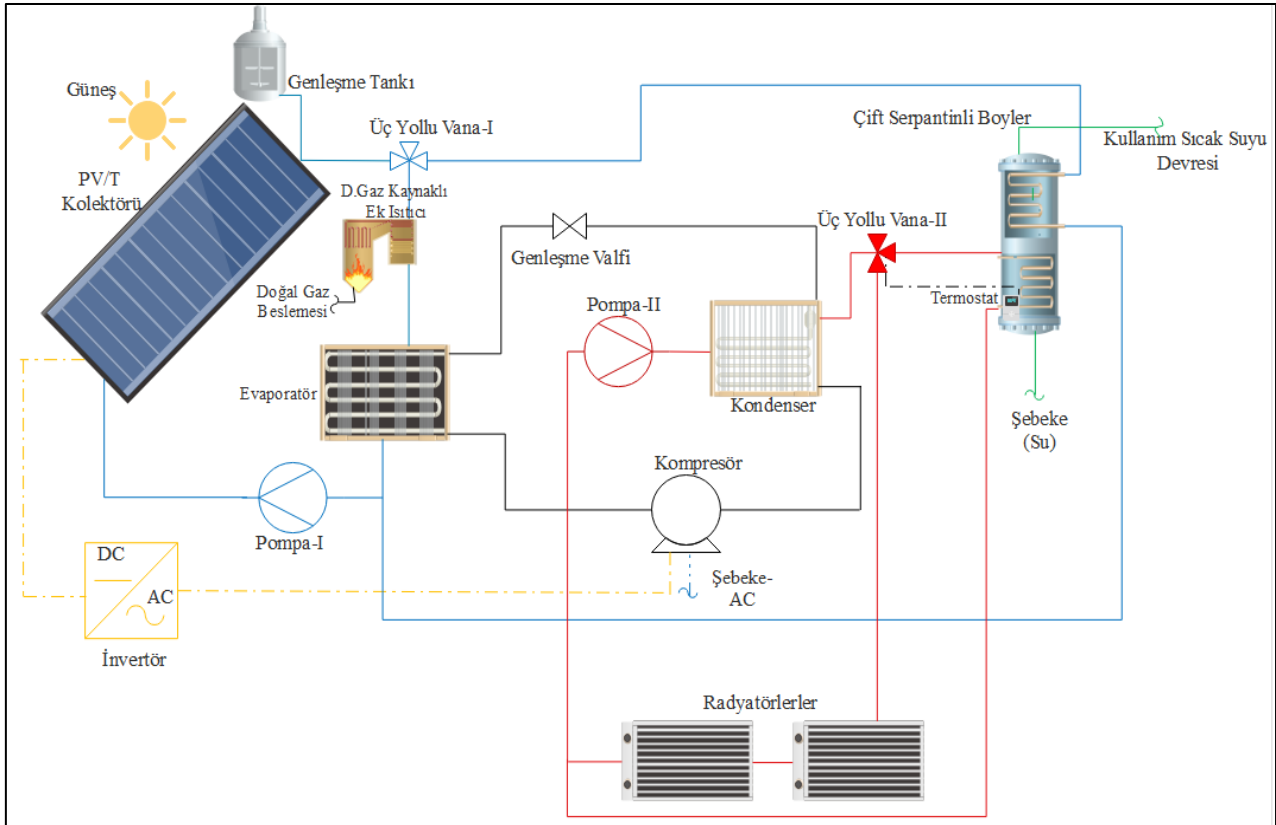 Genleşme Tankı
Güneş
Üç Yollu Vana-I
Çift Serpantinli Boyler
Kullanım Sıcak Suyu
Devresi
PV/T
Kolektörü
D.Gaz Kaynaklı
Ek Isıtıcı
Üç Yollu Vana-II
Genleşme Valfi
Doğal Gaz
Beslemesi
Pompa-II
Termostat
Evaporatör
Kondenser
Şebeke
(Su)
Kompresör
Pompa-I
DC
AC
Şebeke-
AC
İnvertör
Radyatörlerler